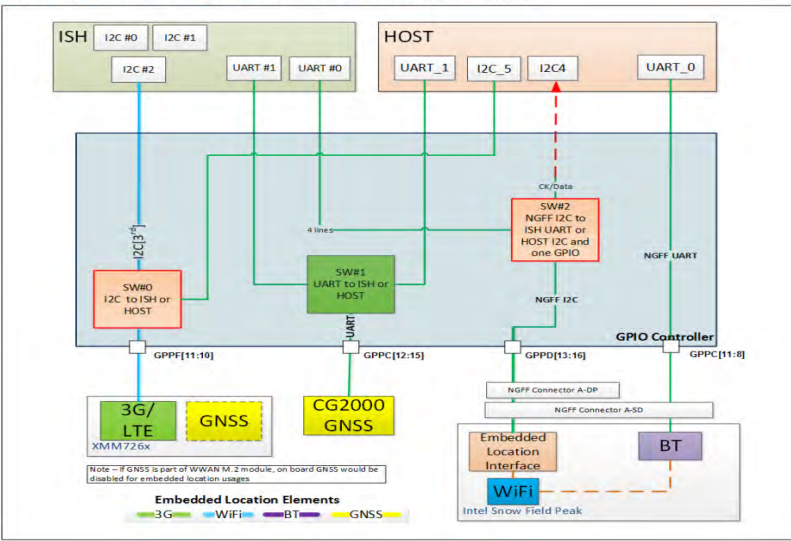 ISH
I2C #0
I2C #1
I2C #2
UART #1
UART #0
HOST
UART_1
I2C_5
I2C4
UART_0
CK/Data
I2C[3rd]
4 lines
SW#0
I2C to ISH or
HOST
SW#1
UART to ISH or
HOST
SW#2
NGFF I2C to
ISH UART or
HOST I2C and
one GPIO
NGFF UART
NGFF I2C
UART
GPIO Controller
GPPF[11:10]
GPPC[12:15]
GPPD[13:16]
GPPC[11:8]
NGFF Connector A-DP
NGFF Connector A-SD
3G/
LTE
GNSS
XMM726x
CG2000
GNSS
Embedded
Location
Interface
BT
WiFi
Intel Snow Field Peak
Note – If GNSS is part of WWAN M.2 module, on board GNSS would be
disabled for embedded location usages
Embedded Location Elements
3G
WiFi
BT
GNSS